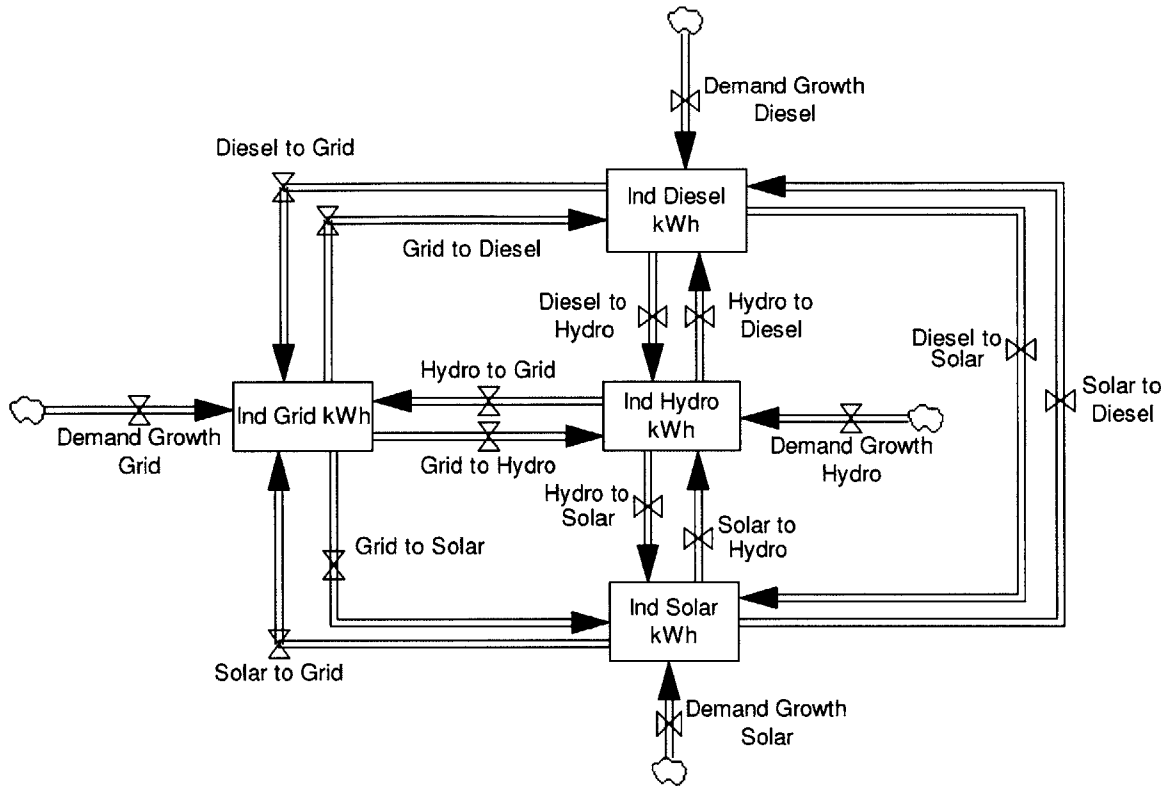 Demand Growth
Diesel
Diesel to Grid
Ind Diesel
kWh
Grid to Diesel
Diesel to
Hydro
Hydro to
Diesel
Diesel to
Solar
Solar to
Diesel
Hydro to Grid
Ind Grid kWh
Ind Hydro
kWh
Demand Growth
Grid
Grid to Hydro
Demand Growth
Hydro
Hydro to
Solar
Solar to
Hydro
Grid to Solar
Ind Solar
kWh
Solar to Grid
Demand Growth
Solar